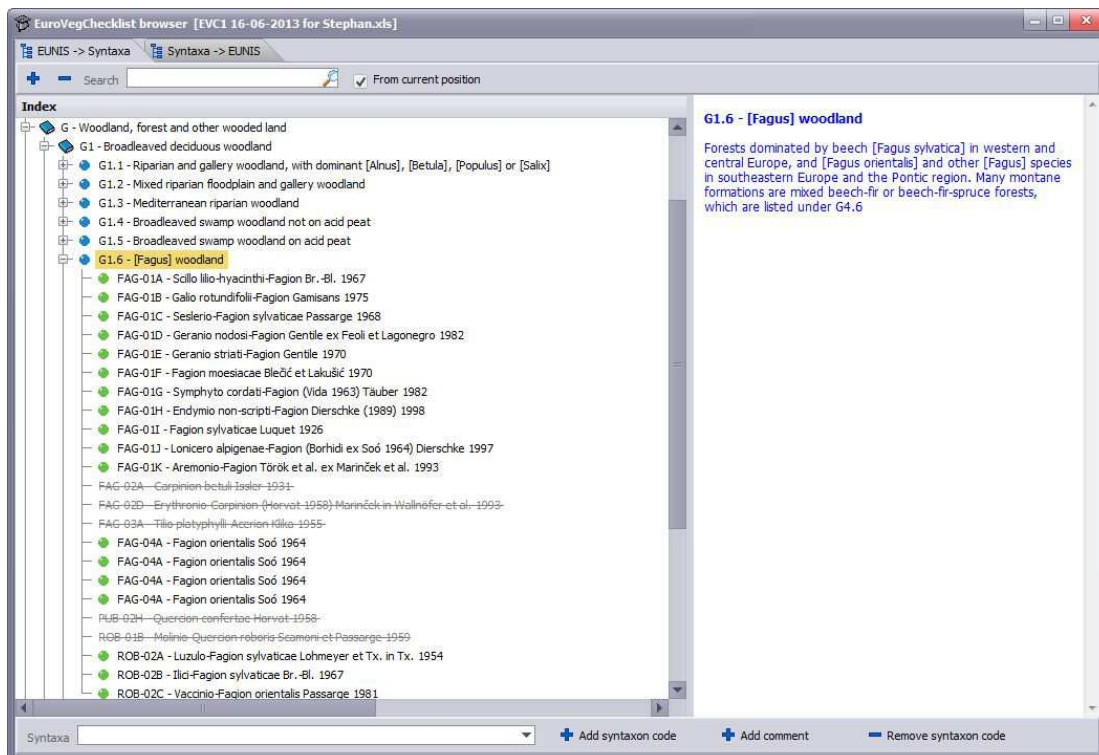 EuroVegChecklist browser [EVC1 16-06-2013 for Stephan.xls]
EUNIS -> Syntaxa Syntaxa -> EUNIS
Search From current position
Index
G - Woodland, forest and other wooded land
G1 - Broadleaved deciduous woodland
G1.1 - Riparian and gallery woodland, with dominant [Alnus], [Betula], [Populus] or [Salix]
G1.2 - Mixed riparian floodplain and gallery woodland
G1.3 - Mediterranean riparian woodland
G1.4 - Broadleaved swamp woodland not on acid peat
G1.5 - Broadleaved swamp woodland on acid peat
G1.6 - [Fagus] woodland
FAG-01A - Scillo lilio-hyacinthi-Fagion Br.-Bl. 1967
FAG-01B - Galio rotundifolii-Fagion Gamisans 1975
FAG-01C - Seslerio-Fagion sylvaticae Passarge 1968
FAG-01D - Geranio nodosi-Fagion Gentile ex Feoli et Lagonegro 1982
FAG-01E - Geranio striati-Fagion Gentile 1970
FAG-01F - Fagion moesiacae Blečić et Lakušić 1970
FAG-01G - Symphyto cordati-Fagion (Vida 1963) Täuber 1982
FAG-01H - Endymio non-scripti-Fagion Dierschke (1989) 1998
FAG-01I - Fagion sylvaticae Luquet 1926
FAG-01J - Lonicero alpigenae-Fagion (Borhidi ex Soó 1964) Dierschke 1997
FAG-01K - Aremonio-Fagion Török et al. ex Marinček et al. 1993
FAG-02A - Carpinion betuli Issler 1931
FAG-02D - Erythronio-Carpinion (Horvat 1958) Marinček in Wallnöfer et al. 1993
FAG-03A - Tilio platyphylli-Acerion Klika 1955
FAG-04A - Fagion orientalis Soó 1964
FAG-04A - Fagion orientalis Soó 1964
FAG-04A - Fagion orientalis Soó 1964
FAG-04A - Fagion orientalis Soó 1964
PUB-02H - Quercion confertae Horvat 1958
ROB-01B - Molinio-Quercion roboris Scamoni et Passarge 1959
ROB-02A - Luzulo-Fagion sylvaticae Lohmeyer et Tx. in Tx. 1954
ROB-02B - Ilici-Fagion sylvaticae Br.-Bl. 1967
ROB-02C - Vaccinio-Fagion orientalis Passarge 1981
G1.6 - [Fagus] woodland
Forests dominated by beech [Fagus sylvatica] in western and
central Europe, and [Fagus orientalis] and other [Fagus] species
in southeastern Europe and the Pontic region. Many montane
formations are mixed beech-fir or beech-fir-spruce forests,
which are listed under G4.6
Syntaxa Add syntaxon code Add comment Remove syntaxon code